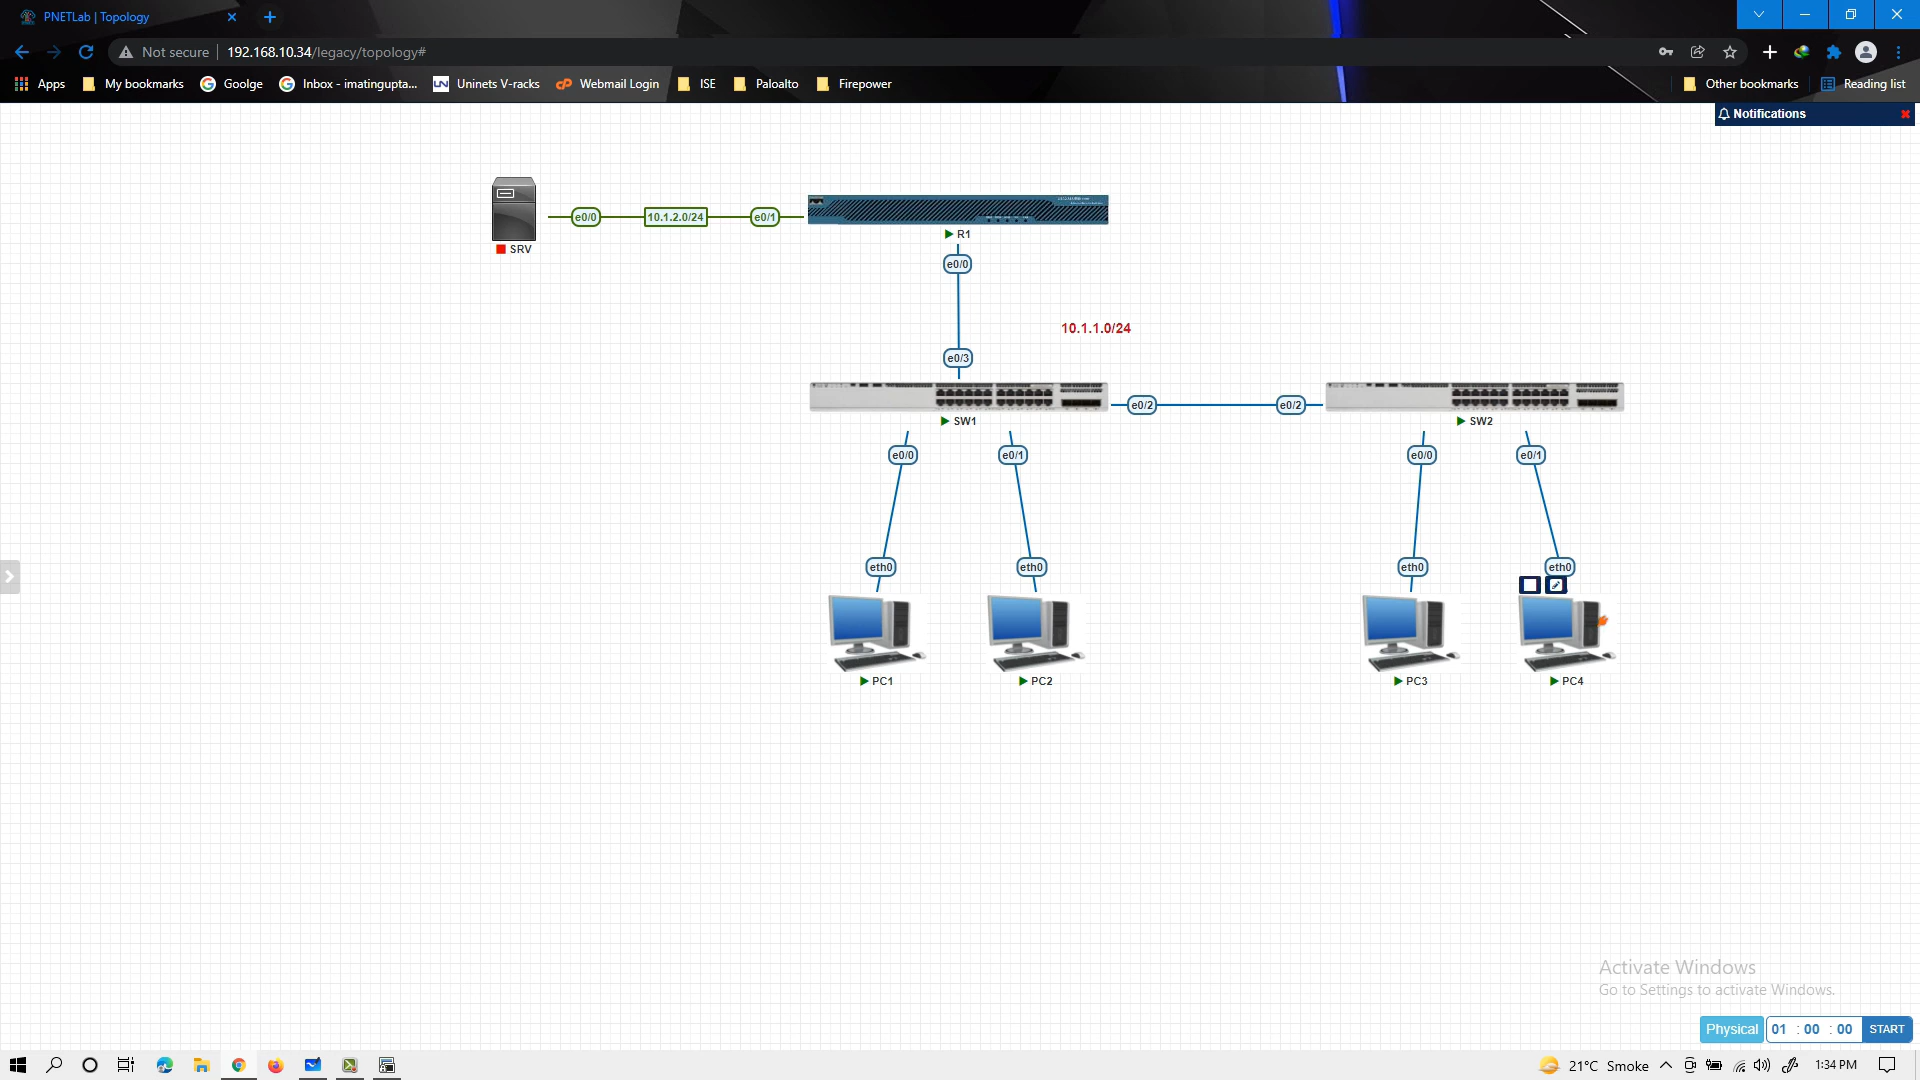 PNETLab | Topology
Not secure
192.168.10.34/legacy/topology#
Apps
My bookmarks
Goolge
Inbox - imatingupta...
Uninets V-racks
Webmail Login
ISE
Paloalto
Firepower
Other bookmarks
Reading list
Notifications
e0/0
10.1.2.0/24
e0/1
SRV
R1
e0/0
10.1.1.0/24
e0/3
e0/2
e0/2
SW1
SW2
e0/0
e0/1
e0/0
e0/1
eth0
eth0
eth0
eth0
PC1
PC2
PC3
PC4
Activate Windows
Go to Settings to activate Windows.
Physical
01 : 00 : 00
START
21°C Smoke
1:34 PM